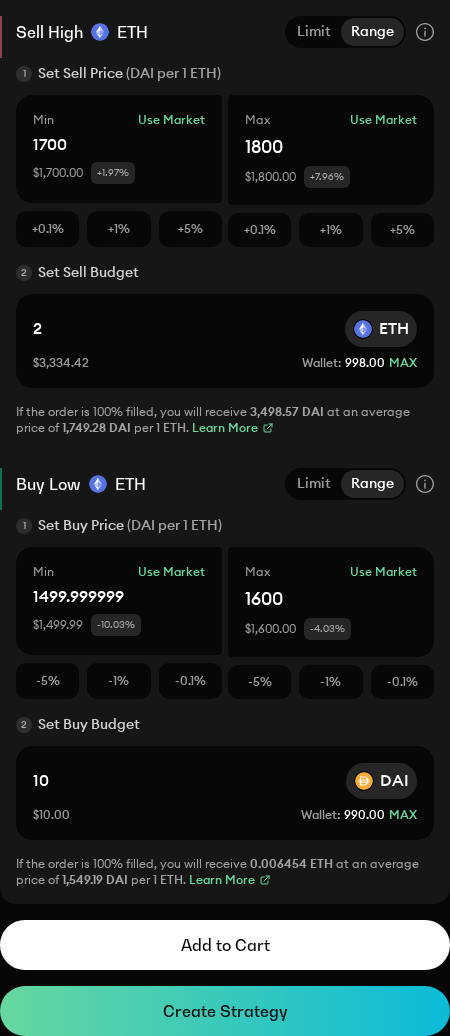 Sell High ETH
Limit Range
1 Set Sell Price (DAI per 1 ETH)
Min Use Market
1700
$1,700.00 +1.97%
Max Use Market
1800
$1,800.00 +7.96%
+0.1% +1% +5%
+0.1% +1% +5%
2 Set Sell Budget
2 ETH
$3,334.42 Wallet: 998.00 MAX
If the order is 100% filled, you will receive 3,498.57 DAI at an average
price of 1,749.28 DAI per 1 ETH. Learn More
Buy Low ETH
Limit Range
1 Set Buy Price (DAI per 1 ETH)
Min Use Market
1499.999999
$1,499.99 -10.03%
Max Use Market
1600
$1,600.00 -4.03%
-5% -1% -0.1%
-5% -1% -0.1%
2 Set Buy Budget
10 DAI
$10.00 Wallet: 990.00 MAX
If the order is 100% filled, you will receive 0.006454 ETH at an average
price of 1,549.19 DAI per 1 ETH. Learn More
Add to Cart
Create Strategy